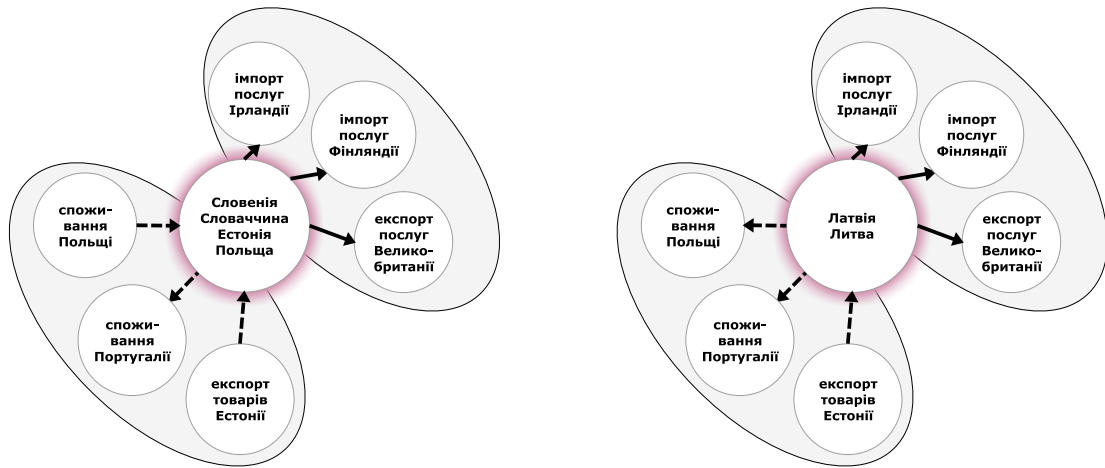 імпорт
послуг
Ірландії
імпорт
послуг
Фінляндії
Словенія
Словаччина
Естонія
Польща
споживання
експорт
послуг
Велико-
британії
споживання
спожи-
вання
Польщі
спожи-
вання
Португалії
експорт
товарів
Естонії
імпорт
послуг
Ірландії
імпорт
послуг
Фінляндії
Латвія
Литва
експорт
послуг
Велико-
британії
спожи-
вання
Польщі
спожи-
вання
Португалії
експорт
товарів
Естонії